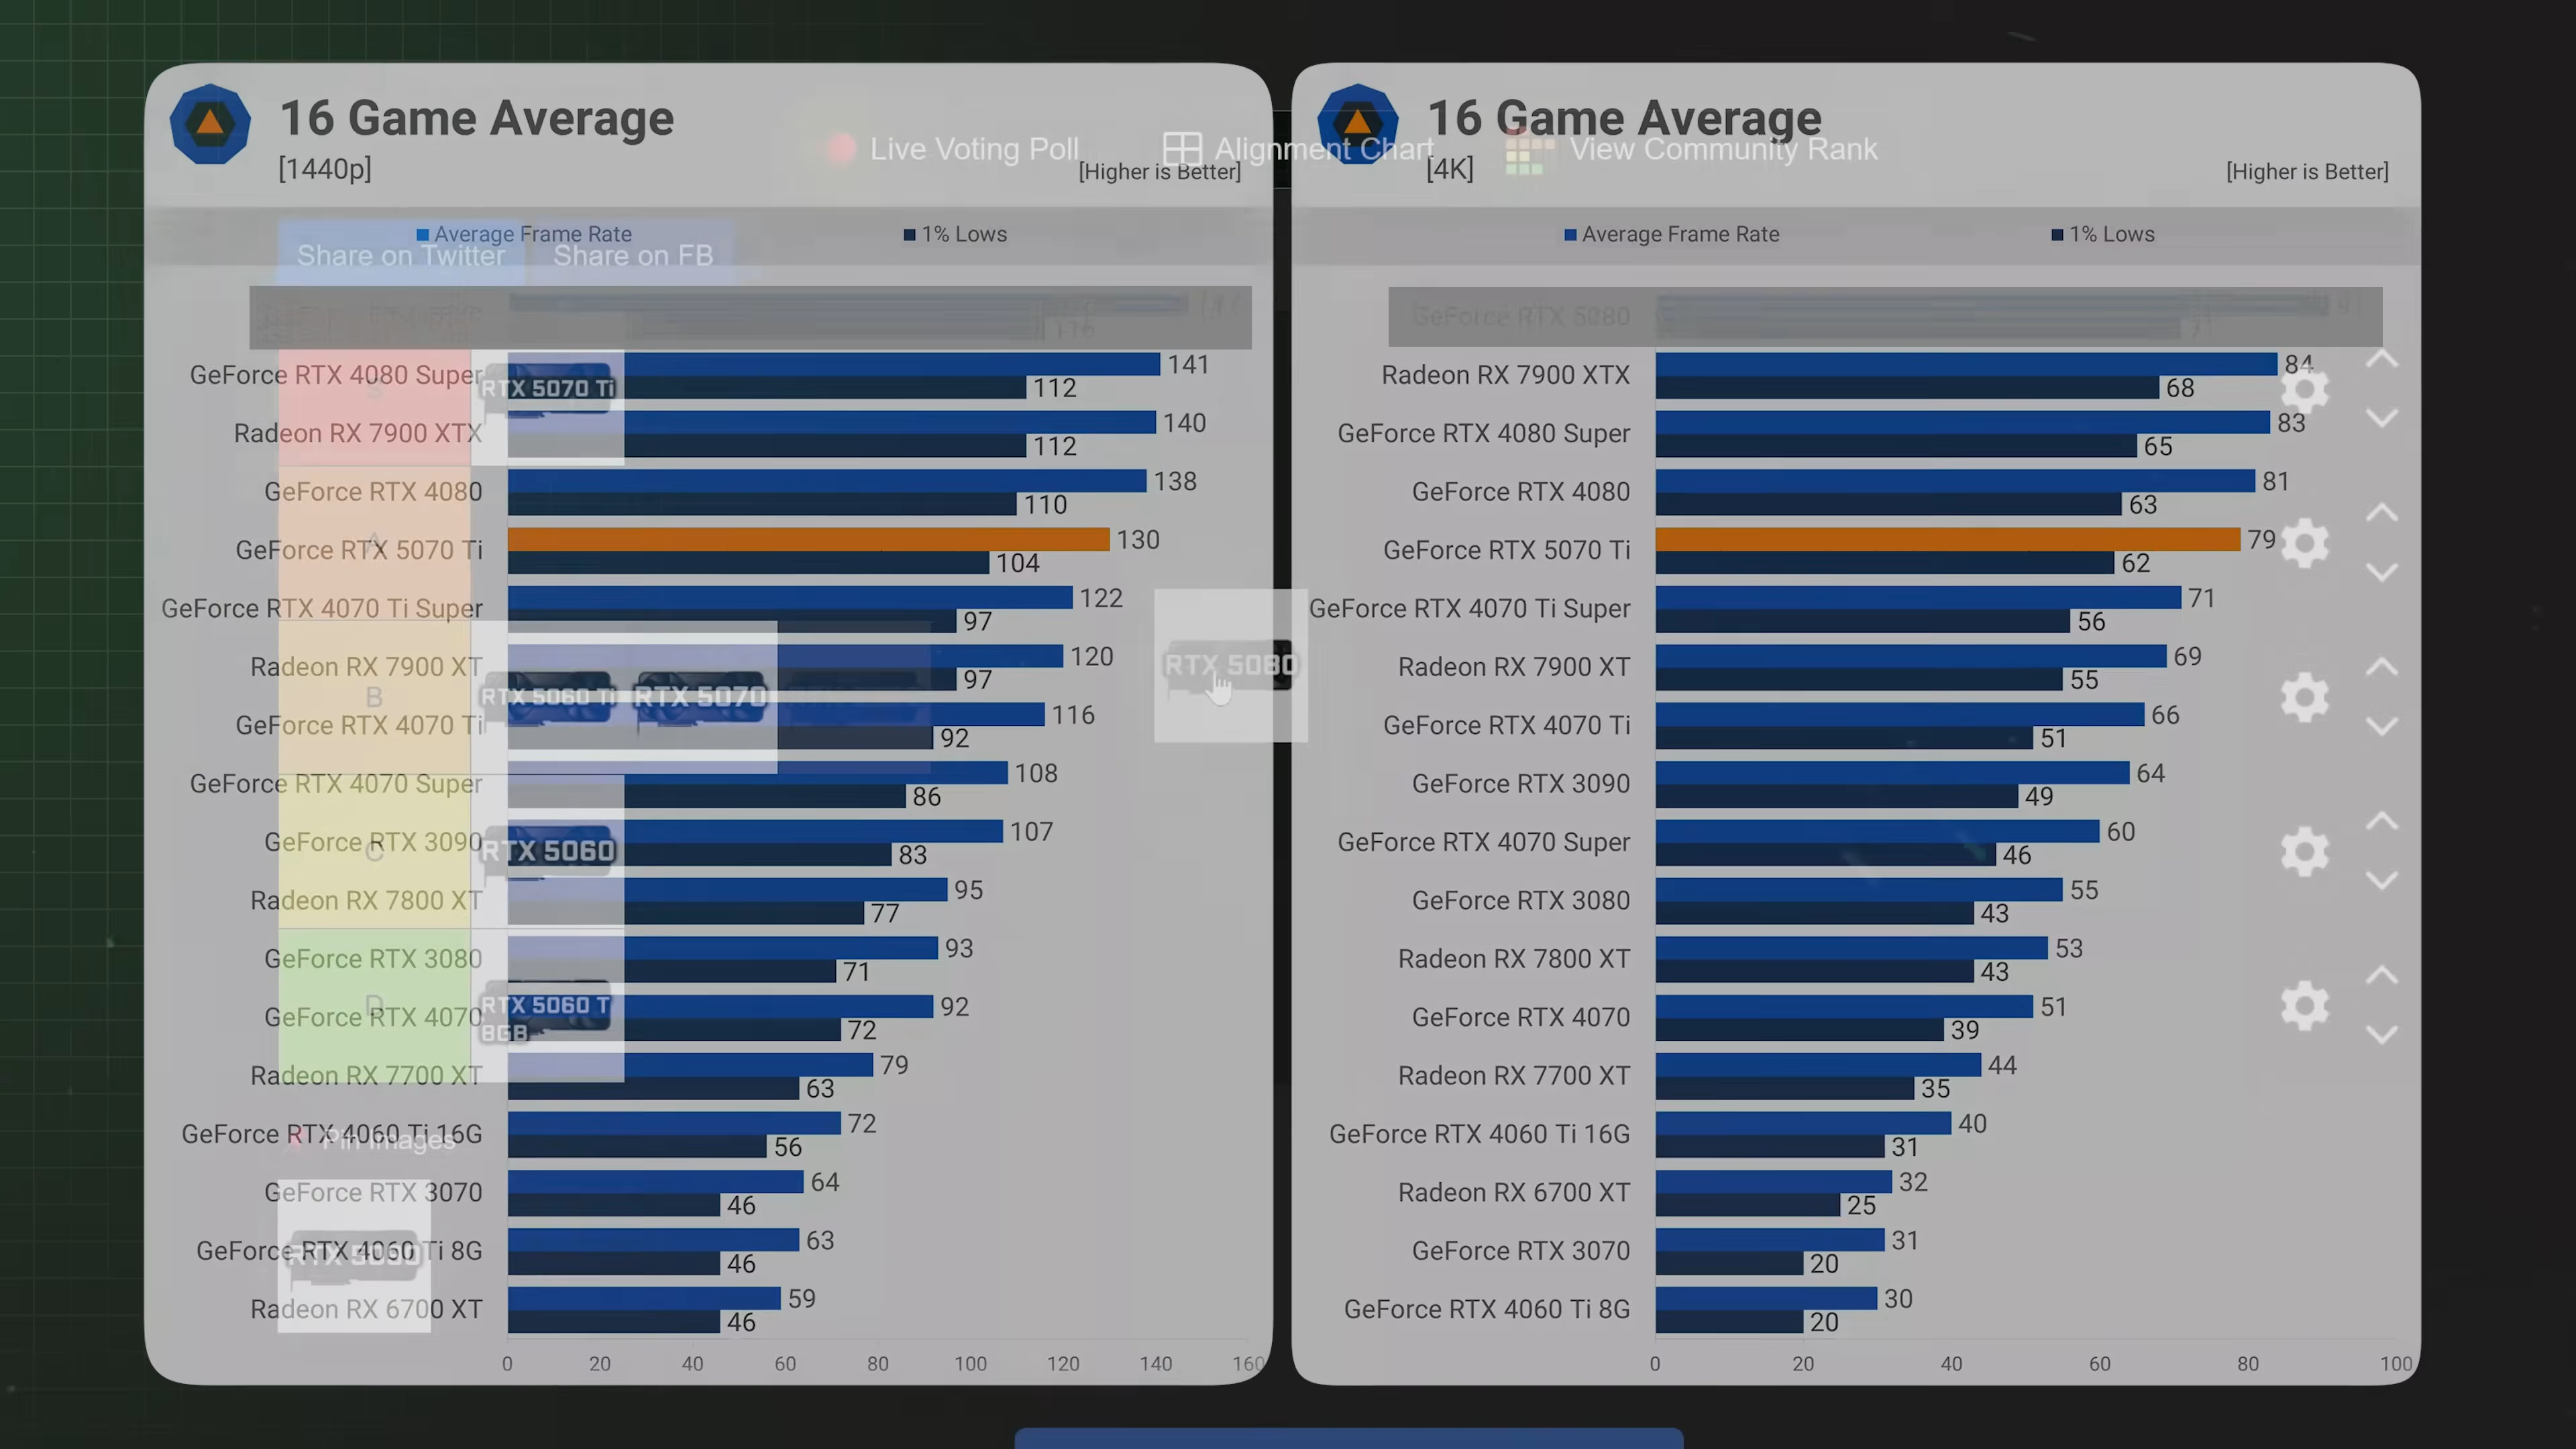 16 Game Average
[1440p]
[Higher is Better]
Average Frame Rate
1% Lows
GeForce RTX 4080 Super 141 112
Radeon RX 7900 XTX 140 112
GeForce RTX 4080 138 110
GeForce RTX 5070 Ti 130 104
GeForce RTX 4070 Ti Super 122 97
Radeon RX 7900 XT 120 97
GeForce RTX 4070 Ti 116 92
GeForce RTX 4070 Super 108 86
GeForce RTX 3090 107 83
Radeon RX 7800 XT 95 77
GeForce RTX 3080 93 71
GeForce RTX 4070 92 72
Radeon RX 7700 XT 79 63
GeForce RTX 4060 Ti 16G 72 56
GeForce RTX 3070 64 46
GeForce RTX 4060 Ti 8G 63 46
Radeon RX 6700 XT 59 46
0 20 40 60 80 100 120 140 160
16 Game Average
[4K]
[Higher is Better]
Average Frame Rate
1% Lows
GeForce RTX 5080
Radeon RX 7900 XTX 84 68
GeForce RTX 4080 Super 83 65
GeForce RTX 4080 81 63
GeForce RTX 5070 Ti 79 62
GeForce RTX 4070 Ti Super 71 56
Radeon RX 7900 XT 69 55
GeForce RTX 4070 Ti 66 51
GeForce RTX 3090 64 49
GeForce RTX 4070 Super 60 46
GeForce RTX 3080 55 43
Radeon RX 7800 XT 53 43
GeForce RTX 4070 51 39
Radeon RX 7700 XT 44 35
GeForce RTX 4060 Ti 16G 40 31
Radeon RX 6700 XT 32 25
GeForce RTX 3070 31 20
GeForce RTX 4060 Ti 8G 30 20
0 20 40 60 80 100
Live Voting Poll
Alignment Chart
View Community Rank
Share on Twitter
Share on FB
S
RTX 5070 Ti
A
B
RTX 5060 Ti
RTX 5070
RTX 5080
C
RTX 5060
D
RTX 5060 T
8GB
Pin Images